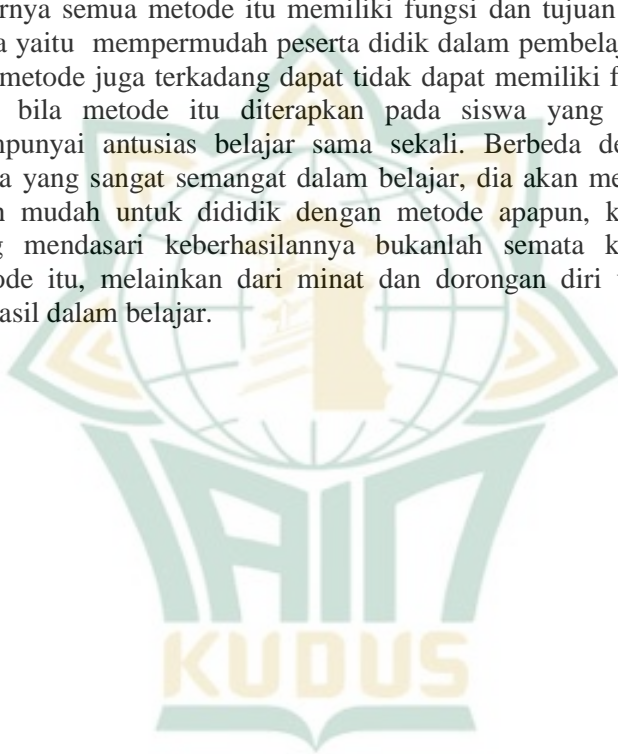 rnya semua metode itu memiliki fungsi dan tujuan
a yaitu mempermudah peserta didik dalam pembelaj
metode juga terkadang dapat tidak dapat memiliki f
bila metode itu diterapkan pada siswa yang
punyai antusias belajar sama sekali. Berbeda de
a yang sangat semangat dalam belajar, dia akan me
n mudah untuk dididik dengan metode apapun, k
g mendasari keberhasilannya bukanlah semata k
ode itu, melainkan dari minat dan dorongan diri
asil dalam belajar.
IAIN
KUDUS